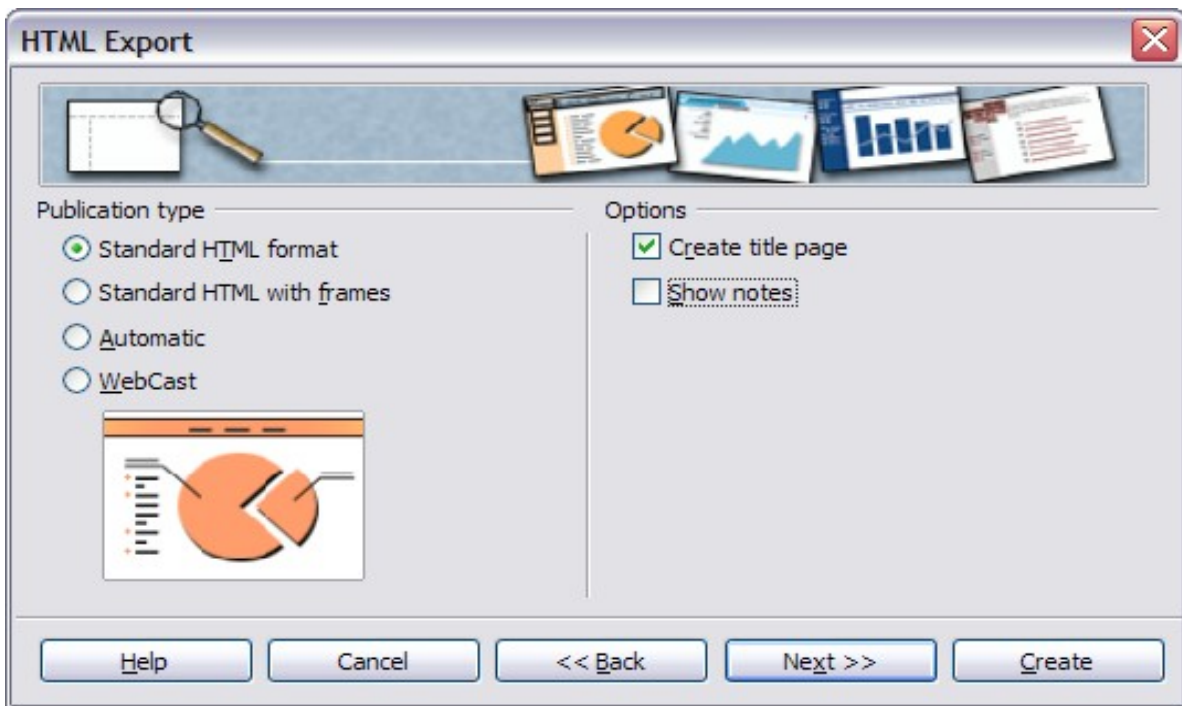 HTML Export
Publication type
Standard HTML format
Standard HTML with frames
Automatic
WebCast
Options
Create title page
Show notes
Help
Cancel
<< Back
Next >>
Create